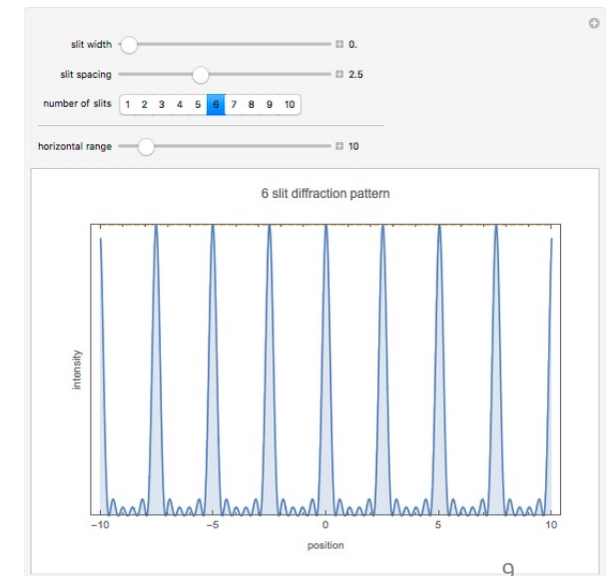 slit width 0.
slit spacing 2.5
number of slits 1 2 3 4 5 6 7 8 9 10
horizontal range 10
6 slit diffraction pattern
intensity
-10 -5 0 5 10
position
9